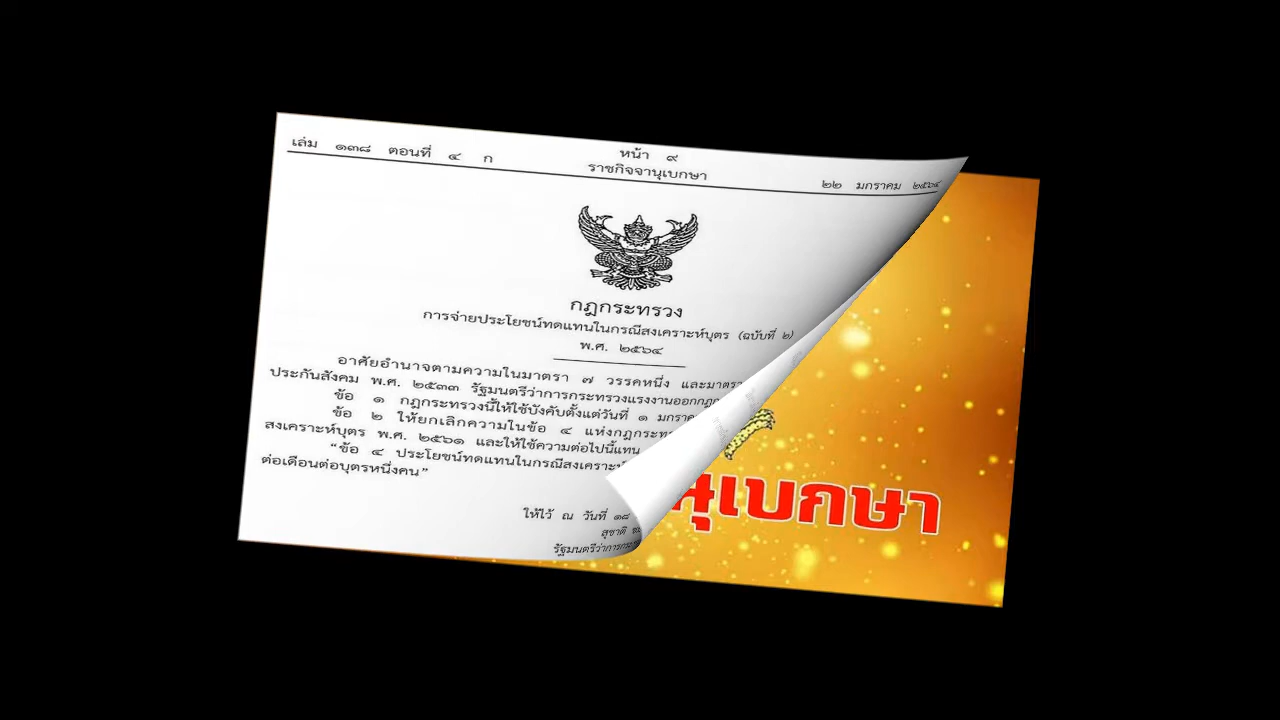 หน้า ๙
เล่ม ๑๓๘ ตอนที่ ๔ ก ราชกิจจานุเบกษา ๒๒ มกราคม ๒๕๖๔
กฎกระทรวง
การจ่ายประโยชน์ทดแทนในกรณีสงเคราะห์บุตร (ฉบับที่ ๒)
พ.ศ. ๒๕๖๔
อาศัยอำนาจตามความในมาตรา ๗ วรรคหนึ่ง และมาตรา
ประกันสังคม พ.ศ. ๒๕๓๓ รัฐมนตรีว่าการกระทรวงแรงงานออกกฎ
ข้อ ๑ กฎกระทรวงนี้ให้ใช้บังคับตั้งแต่วันที่ ๑ มกรา
ข้อ ๒ ให้ยกเลิกความในข้อ ๔ แห่งกฎกระท
สงเคราะห์บุตร พ.ศ. ๒๕๖๑ และให้ใช้ความต่อไปนี้แทน
“ข้อ ๔ ประโยชน์ทดแทนในกรณีสงเคราะห์
ต่อเดือนต่อบุตรหนึ่งคน”
ให้ไว้ ณ วันที่ ๑๘
สุชาติ
รัฐมนตรีว่าการ
นุเบกษา